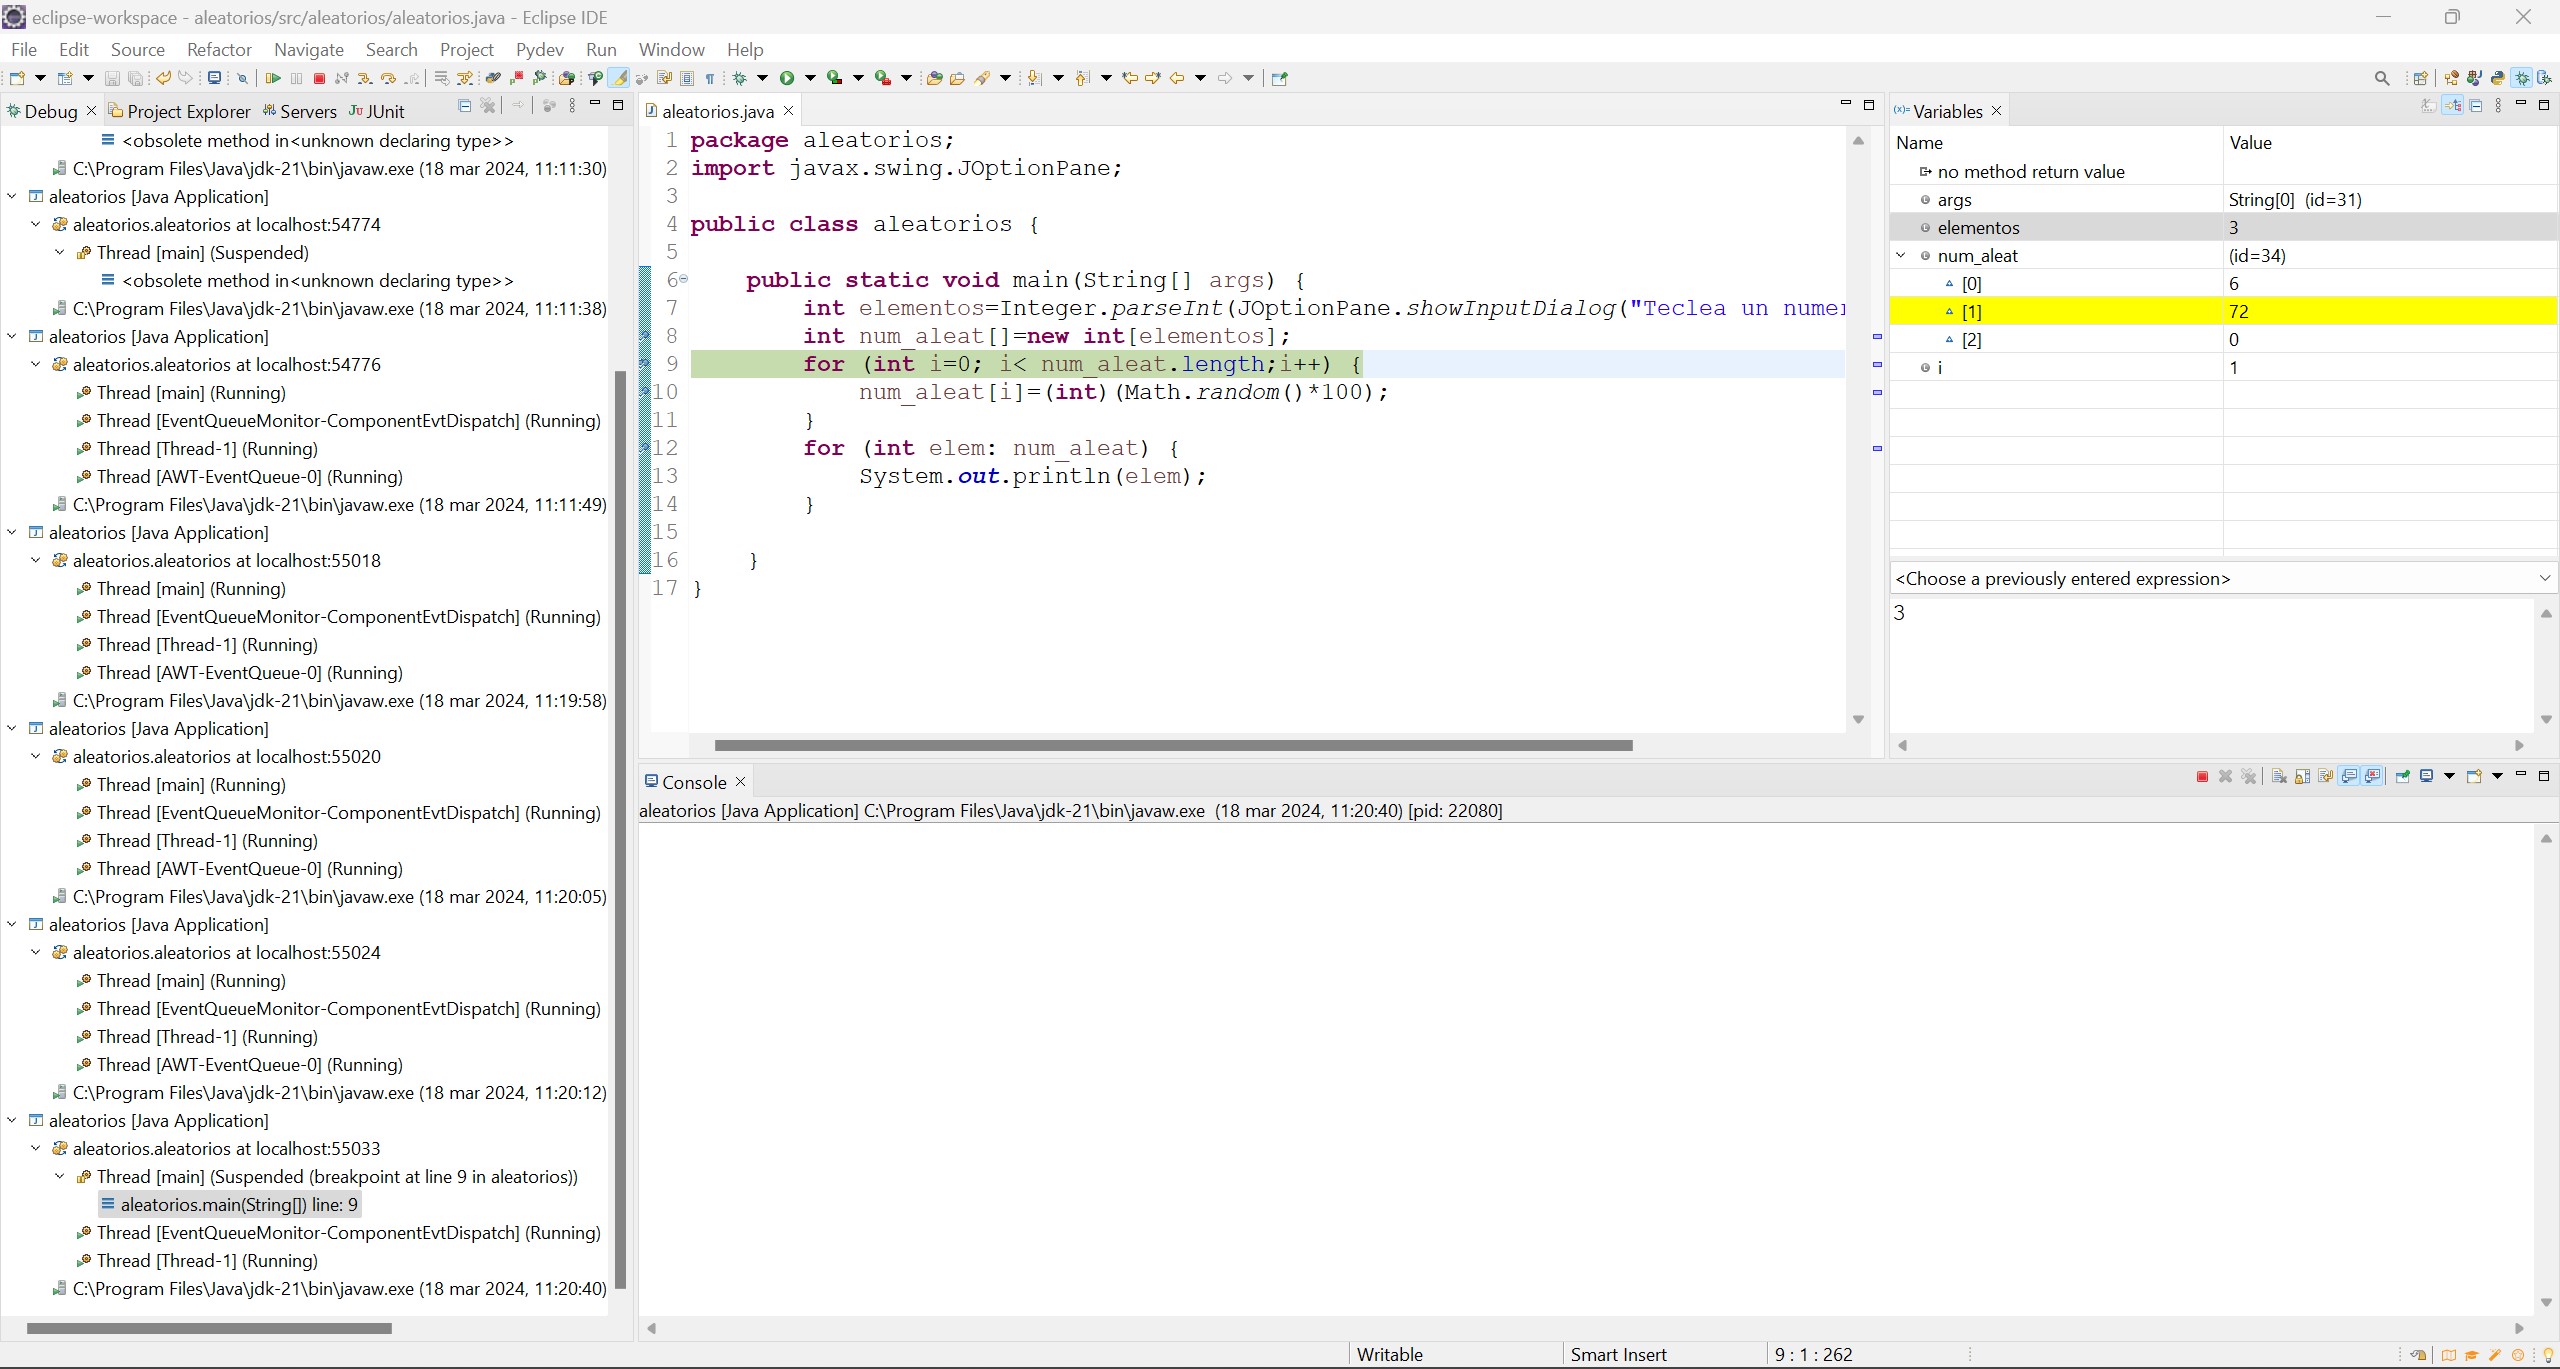 eclipse-workspace - aleatorios/src/aleatorios/aleatorios.java - Eclipse IDE
File Edit Source Refactor Navigate Search Project Pydev Run Window Help
Debug Project Explorer Servers JUnit
<obsolete method in<unknown declaring type>>
C:\Program Files\Java\jdk-21\bin\javaw.exe (18 mar 2024, 11:11:30)
aleatorios [Java Application]
aleatorios.aleatorios at localhost:54774
Thread [main] (Suspended)
<obsolete method in<unknown declaring type>>
C:\Program Files\Java\jdk-21\bin\javaw.exe (18 mar 2024, 11:11:38)
aleatorios [Java Application]
aleatorios.aleatorios at localhost:54776
Thread [main] (Running)
Thread [EventQueueMonitor-ComponentEvtDispatch] (Running)
Thread [Thread-1] (Running)
Thread [AWT-EventQueue-0] (Running)
C:\Program Files\Java\jdk-21\bin\javaw.exe (18 mar 2024, 11:11:49)
aleatorios [Java Application]
aleatorios.aleatorios at localhost:55018
Thread [main] (Running)
Thread [EventQueueMonitor-ComponentEvtDispatch] (Running)
Thread [Thread-1] (Running)
Thread [AWT-EventQueue-0] (Running)
C:\Program Files\Java\jdk-21\bin\javaw.exe (18 mar 2024, 11:19:58)
aleatorios [Java Application]
aleatorios.aleatorios at localhost:55020
Thread [main] (Running)
Thread [EventQueueMonitor-ComponentEvtDispatch] (Running)
Thread [Thread-1] (Running)
Thread [AWT-EventQueue-0] (Running)
C:\Program Files\Java\jdk-21\bin\javaw.exe (18 mar 2024, 11:20:05)
aleatorios [Java Application]
aleatorios.aleatorios at localhost:55024
Thread [main] (Running)
Thread [EventQueueMonitor-ComponentEvtDispatch] (Running)
Thread [Thread-1] (Running)
Thread [AWT-EventQueue-0] (Running)
C:\Program Files\Java\jdk-21\bin\javaw.exe (18 mar 2024, 11:20:12)
aleatorios [Java Application]
aleatorios.aleatorios at localhost:55033
Thread [main] (Suspended (breakpoint at line 9 in aleatorios))
aleatorios.main(String[]) line: 9
Thread [EventQueueMonitor-ComponentEvtDispatch] (Running)
Thread [Thread-1] (Running)
C:\Program Files\Java\jdk-21\bin\javaw.exe (18 mar 2024, 11:20:40)
aleatorios.java
1 package aleatorios;
2 import javax.swing.JOptionPane;
3
4 public class aleatorios {
5
6 public static void main(String[] args) {
7 int elementos=Integer.parseInt(JOptionPane.showInputDialog("Teclea un
8 int num_aleat[]=new int[elementos];
9 for (int i=0; i< num_aleat.length;i++) {
10 num_aleat[i]=(int)(Math.random()*100);
11 }
12 for (int elem: num_aleat) {
13 System.out.println(elem);
14 }
15
16 }
17 }
Variables
Name Value
no method return value
args String[0] (id=31)
elementos 3
num_aleat (id=34)
[0] 6
[1] 72
[2] 0
i 1
<Choose a previously entered expression>
3
Console
aleatorios [Java Application] C:\Program Files\Java\jdk-21\bin\javaw.exe (18 mar 2024, 11:20:40) [pid: 22080]
Writable Smart Insert 9 : 1 : 262